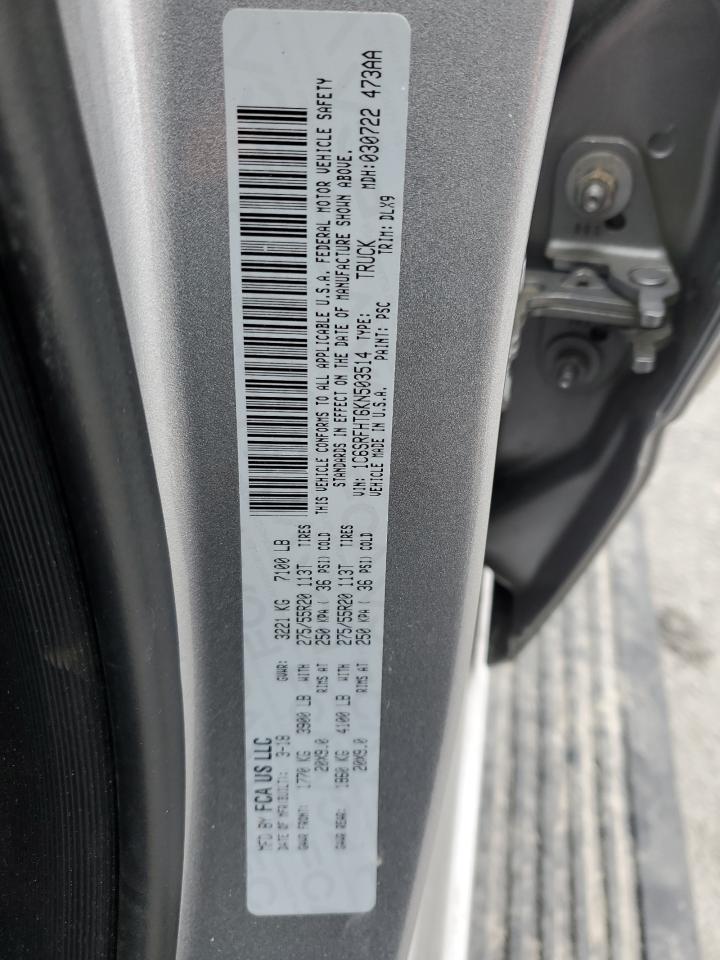 MFD BY FCA US LLC
DATE OF MFR(BUILT): 3-18 GVWR: 3221 KG 7100 LB
GAWR FRONT: 1770 KG 3900 LB WITH 275/55R20 113T TIRES
20X9.0 RIMS AT 250 KPA ( 36 PSI) COLD
GAWR REAR: 1860 KG 4100 LB WITH 275/55R20 113T TIRES
20X9.0 RIMS AT 250 KPA ( 36 PSI) COLD
THIS VEHICLE CONFORMS TO ALL APPLICABLE U.S.A. FEDERAL MOTOR VEHICLE SAFETY
STANDARDS IN EFFECT ON THE DATE OF MANUFACTURE SHOWN ABOVE.
VIN: 1C6SRFHT6KN503514 TYPE: TRUCK MDH:030722 473AA
VEHICLE MADE IN U.S.A. PAINT: PSC TRIM: DLX9